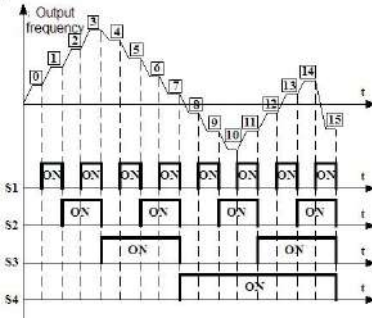 Output
frequency
0 1 2 3 4 5 6 7 8 9 10 11 12 13 14 15
t
S1 ON ON ON ON ON ON ON ON t
S2 ON ON ON ON t
S3 ON ON t
S4 ON t